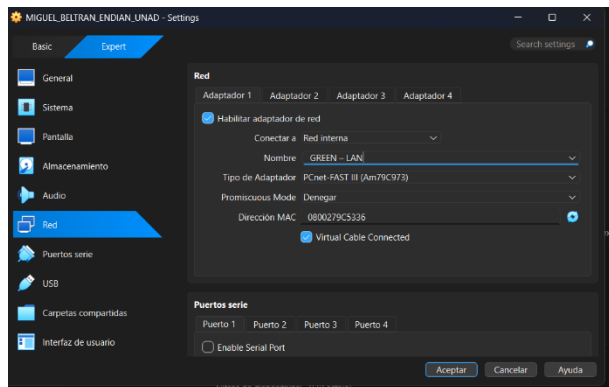 MIGUEL_BELTRAN_ENDIAN_UNAD - Settings
Basic Expert Search settings
General
Sistema
Pantalla
Almacenamiento
Audio
Red
Puertos serie
USB
Carpetas compartidas
Interfaz de usuario
Red
Adaptador 1 Adaptador 2 Adaptador 3 Adaptador 4
Habilitar adaptador de red
Conectar a Red interna
Nombre GREEN – LAN
Tipo de Adaptador PCnet-FAST III (Am79C973)
Promiscuous Mode Denegar
Dirección MAC 0800279C5336
Virtual Cable Connected
Puertos serie
Puerto 1 Puerto 2 Puerto 3 Puerto 4
Enable Serial Port
Aceptar Cancelar Ayuda